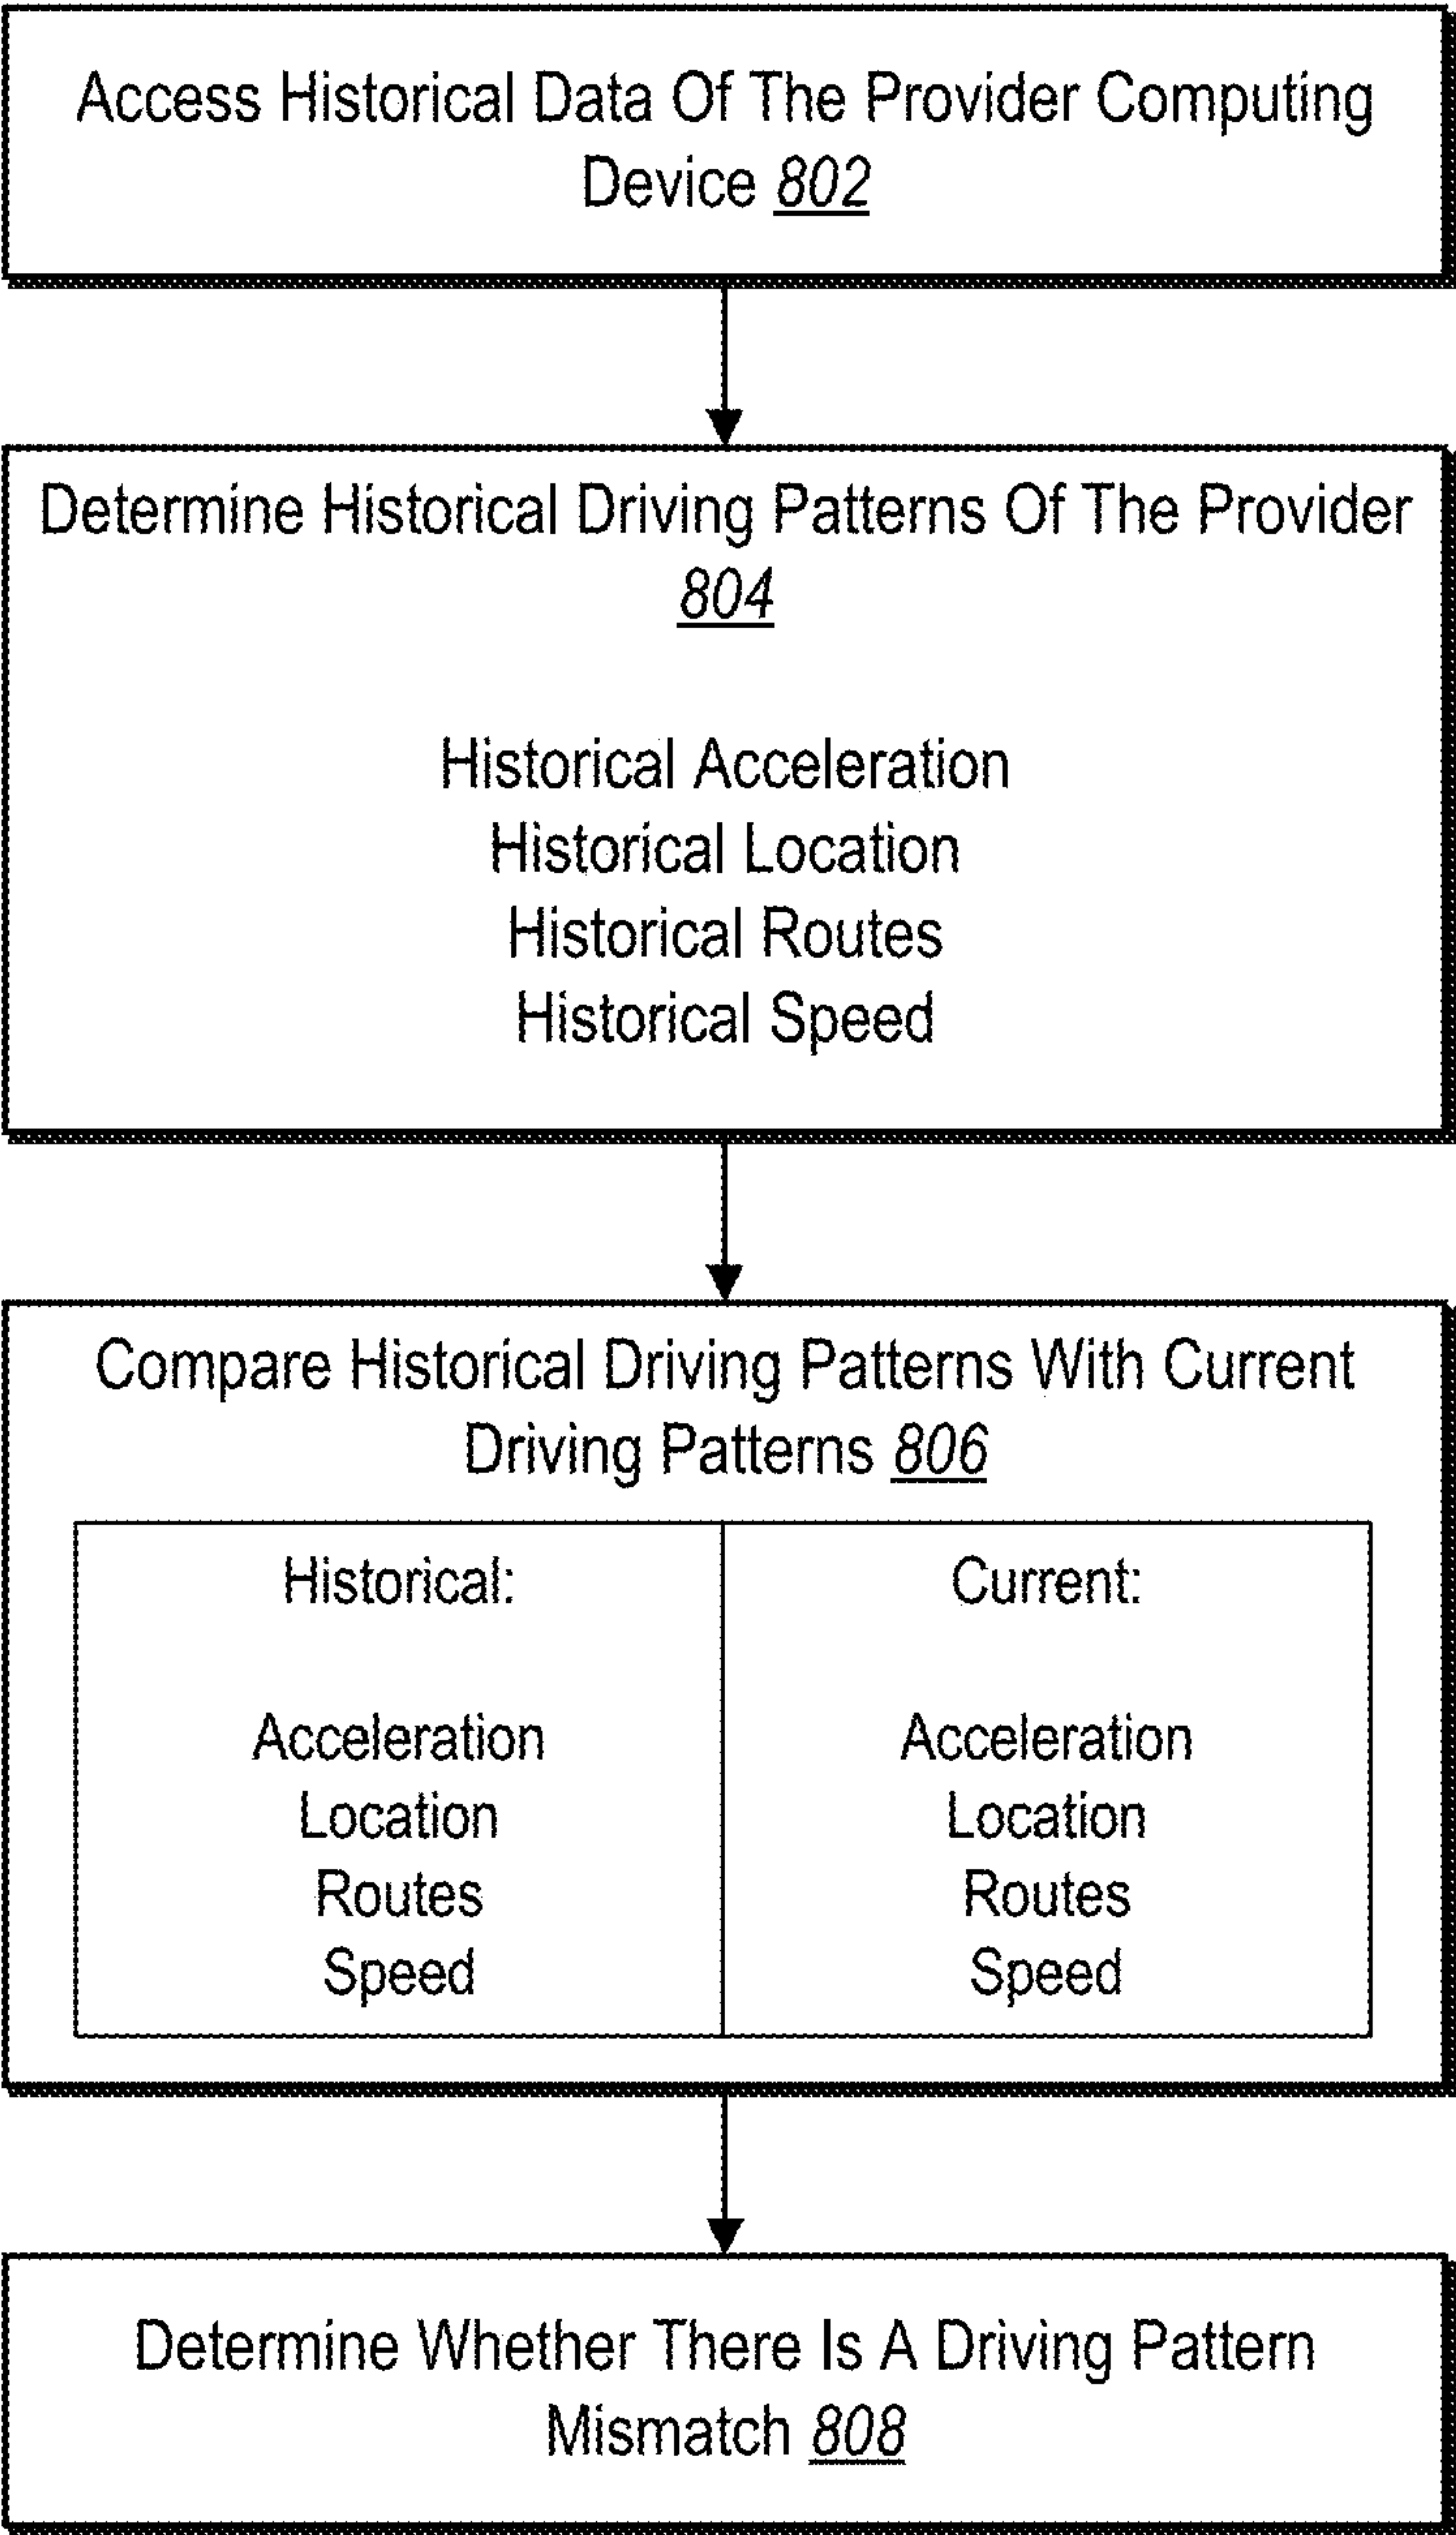 Access Historical Data Of The Provider Computing
Device 802
Determine Historical Driving Patterns Of The Provider
804
Historical Acceleration
Historical Location
Historical Routes
Historical Speed
Compare Historical Driving Patterns With Current
Driving Patterns 806
Historical:
Acceleration
Location
Routes
Speed
Current:
Acceleration
Location
Routes
Speed
Determine Whether There Is A Driving Pattern
Mismatch 808